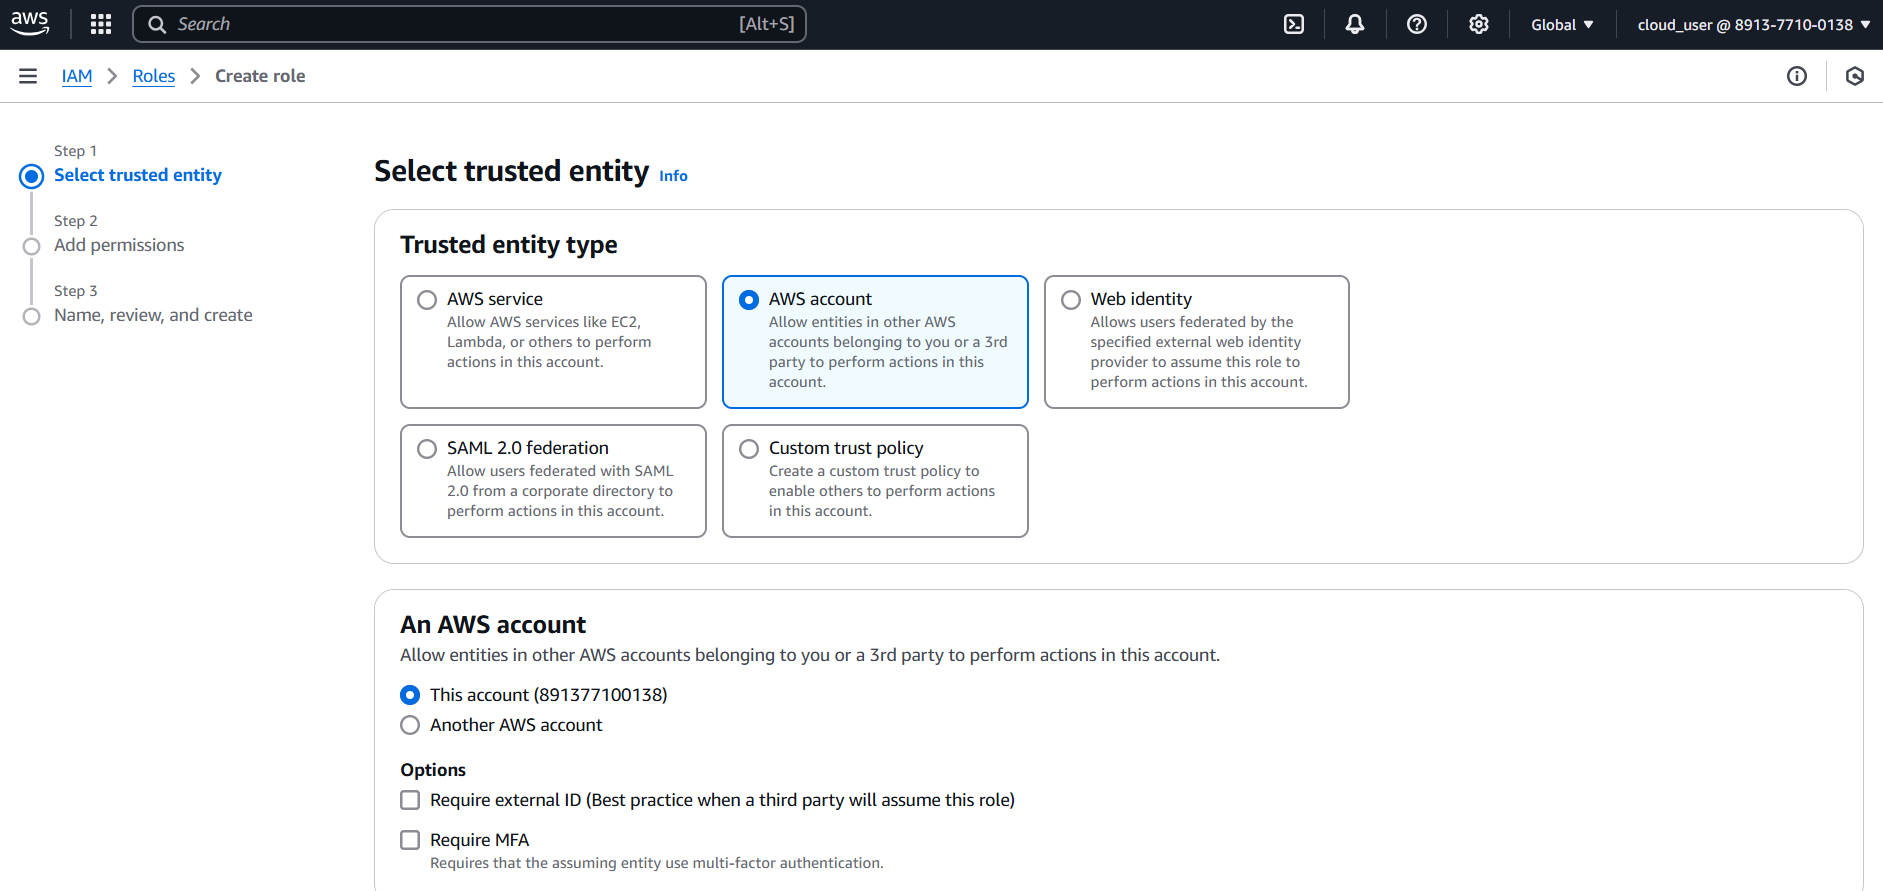 aws
Search [Alt+S]
Global
cloud_user @ 8913-7710-0138
IAM
Roles
Create role
Step 1
Select trusted entity
Step 2
Add permissions
Step 3
Name, review, and create
Select trusted entity Info
Trusted entity type
AWS service
Allow AWS services like EC2,
Lambda, or others to perform
actions in this account.
AWS account
Allow entities in other AWS
accounts belonging to you or a 3rd
party to perform actions in this
account.
Web identity
Allows users federated by the
specified external web identity
provider to assume this role to
perform actions in this account.
SAML 2.0 federation
Allow users federated with SAML
2.0 from a corporate directory to
perform actions in this account.
Custom trust policy
Create a custom trust policy to
enable others to perform actions
in this account.
An AWS account
Allow entities in other AWS accounts belonging to you or a 3rd party to perform actions in this account.
This account (891377100138)
Another AWS account
Options
Require external ID (Best practice when a third party will assume this role)
Require MFA
Requires that the assuming entity use multi-factor authentication.